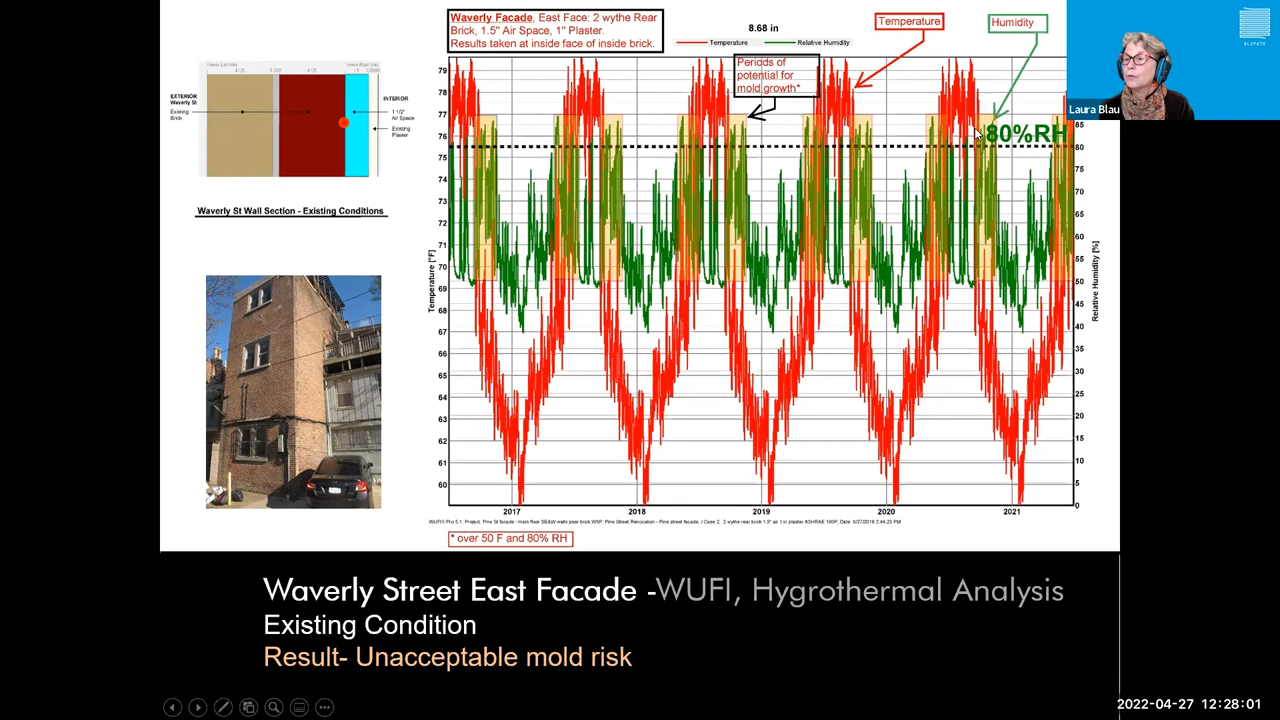 Waverly Facade, East Face: 2 wythe Rear
Brick, 1.5" Air Space, 1" Plaster.
Results taken at inside face of inside brick.
8.68 in
Temperature
Relative Humidity
Temperature
Humidity
Periods of
potential for
mold growth*
BLUPATH
Laura Blau
EXTERIOR
Waverly St
Existing
Brick
INTERIOR
1 1/2"
Air Space
Existing
Plaster
Waverly St Wall Section - Existing Conditions
80%RH
Temperature [°F]
79
78
77
76
75
74
73
72
71
70
69
68
67
66
65
64
63
62
61
60
Relative Humidity [%]
85
80
75
70
65
60
55
50
45
40
35
30
25
20
15
10
5
0
2017
2018
2019
2020
2021
* over 50 F and 80% RH
Waverly Street East Facade -WUFI, Hygrothermal Analysis
Existing Condition
Result- Unacceptable mold risk
2022-04-27 12:28:01